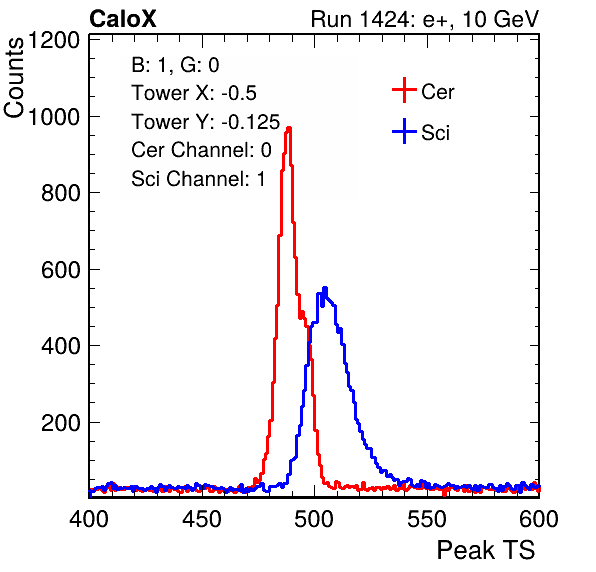 CaloX
Run 1424: e+, 10 GeV
Counts
B: 1, G: 0
Tower X: -0.5
Tower Y: -0.125
Cer Channel: 0
Sci Channel: 1
Cer
Sci
1200
1000
800
600
400
200
400
450
500
550
600
Peak TS